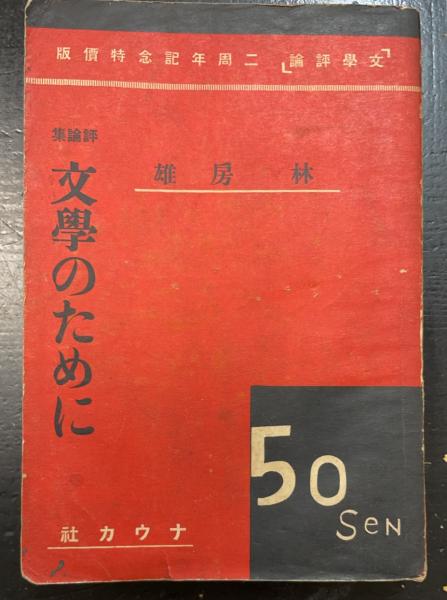 「文學評論」二周年記念特價版
林房雄
評論集
文學のために
50
SeN
ナウカ社